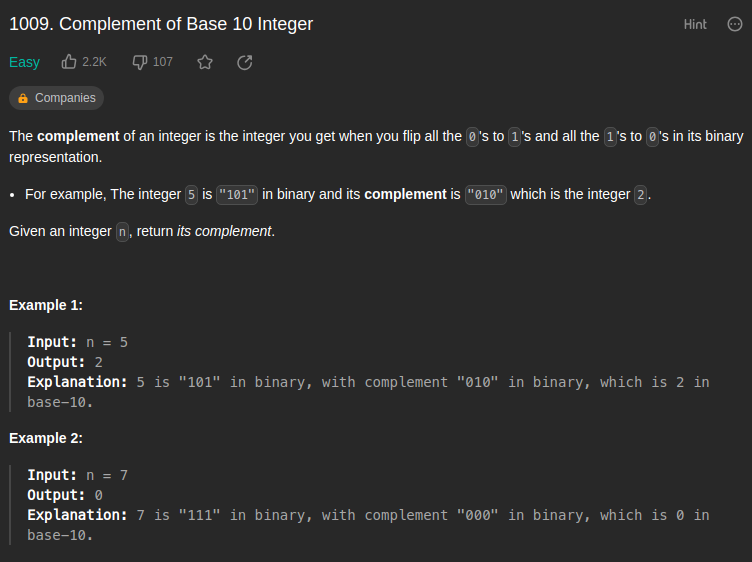 1009. Complement of Base 10 Integer
Hint
Easy 2.2K 107
Companies
The complement of an integer is the integer you get when you flip all the 0's to 1's and all the 1's to 0's in its binary
representation.
• For example, The integer 5 is "101" in binary and its complement is "010" which is the integer 2.
Given an integer n, return its complement.
Example 1:
Input: n = 5
Output: 2
Explanation: 5 is "101" in binary, with complement "010" in binary, which is 2 in
base-10.
Example 2:
Input: n = 7
Output: 0
Explanation: 7 is "111" in binary, with complement "000" in binary, which is 0 in
base-10.